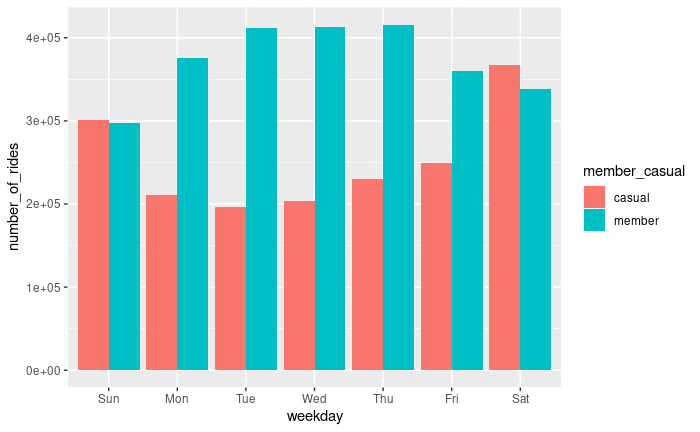 number_of_rides
4e+05
3e+05
2e+05
1e+05
0e+00
Sun Mon Tue Wed Thu Fri Sat
weekday
member_casual
casual
member